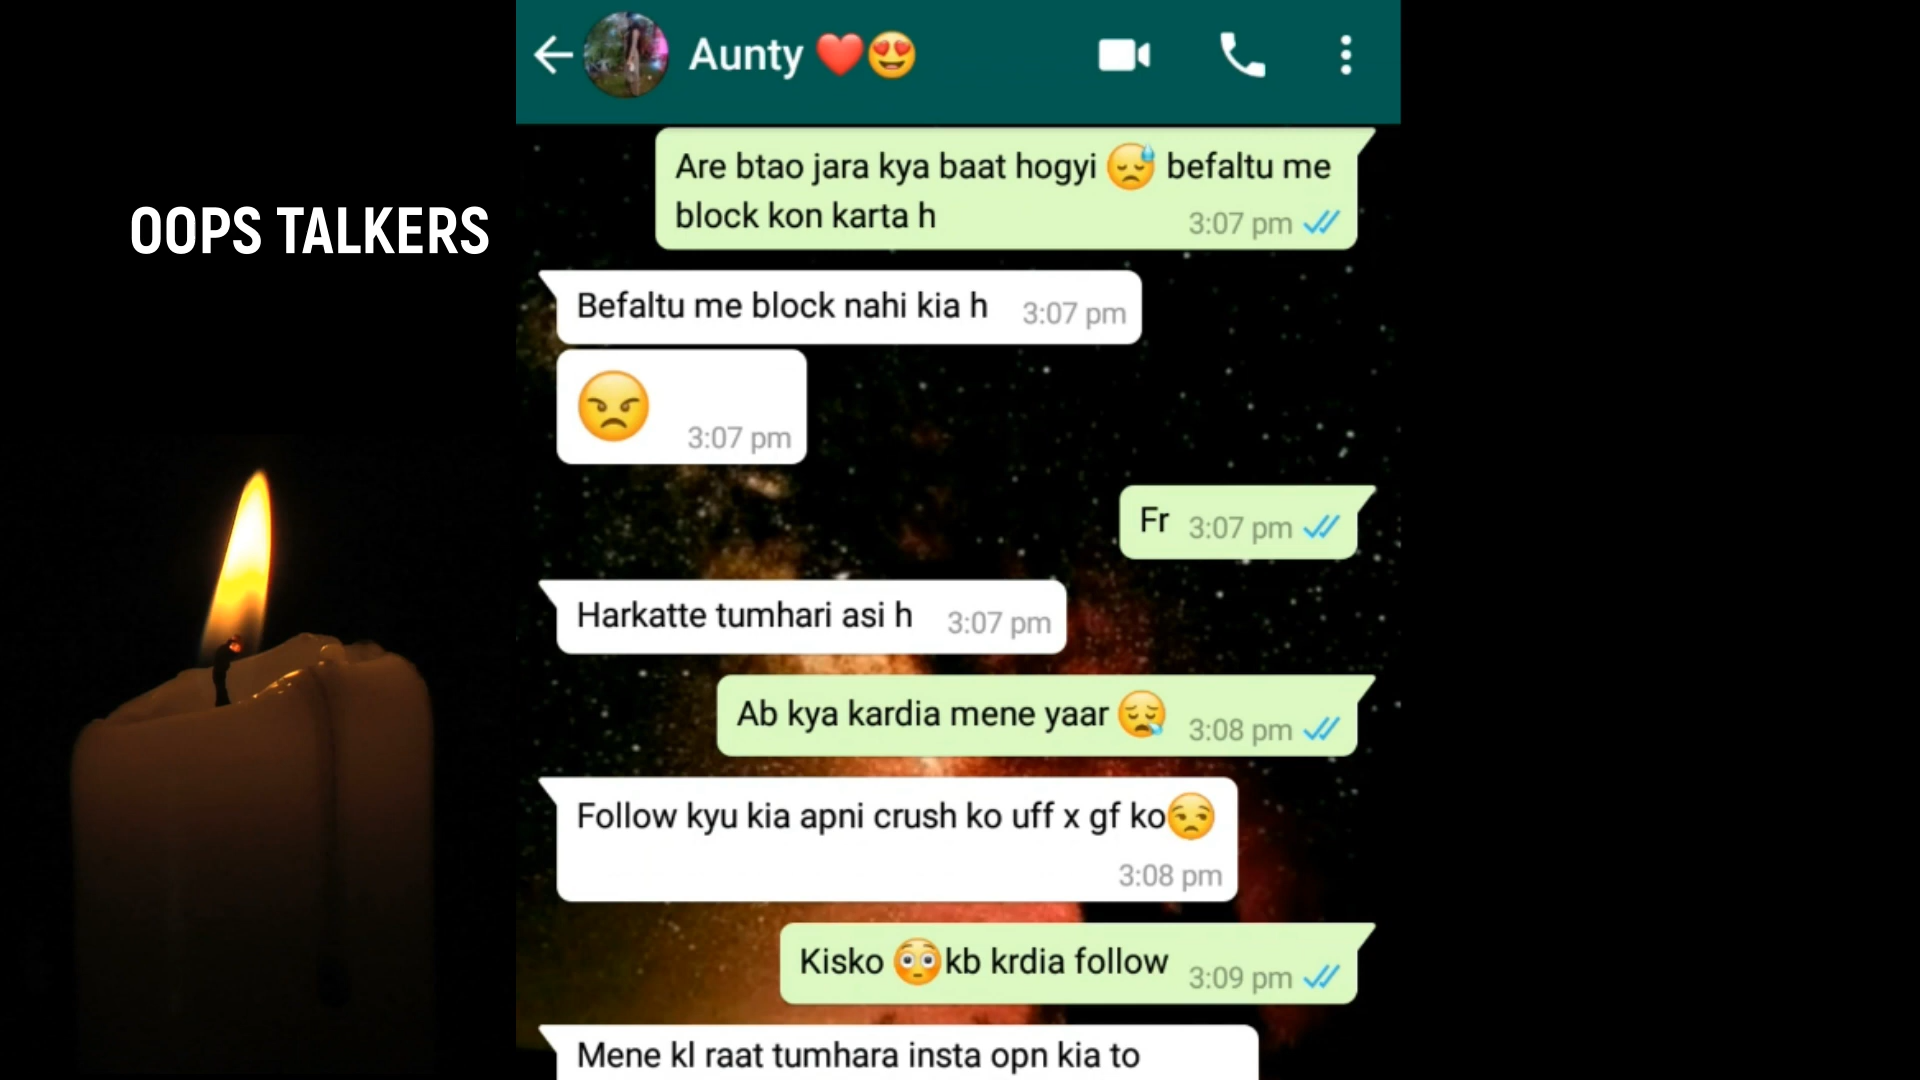 Aunty ❤️😍
OOPS TALKERS
Are btao jara kya baat hogyi 😓 befaltu me
block kon karta h
3:07 pm
Befaltu me block nahi kia h
3:07 pm
😠
3:07 pm
Fr
3:07 pm
Harkatte tumhari asi h
3:07 pm
Ab kya kardia mene yaar 😪
3:08 pm
Follow kyu kia apni crush ko uff x gf ko😒
3:08 pm
Kisko 😳kb krdia follow
3:09 pm
Mene kl raat tumhara insta opn kia to